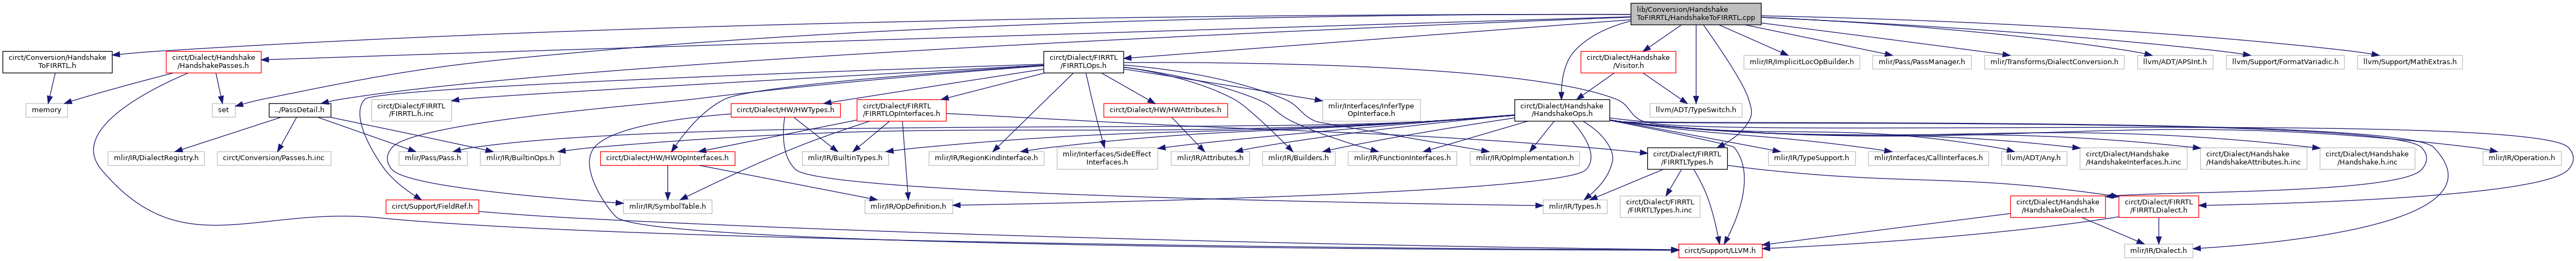 lib/Conversion/Handshake
ToFIRRTL/HandshakeToFIRRTL.cpp
circt/Conversion/Handshake
ToFIRRTL.h
circt/Dialect/Handshake
/HandshakePasses.h
circt/Dialect/FIRRTL
/FIRRTLOps.h
circt/Dialect/Handshake
/Visitor.h
mlir/IR/ImplicitLocOpBuilder.h
mlir/Pass/PassManager.h
mlir/Transforms/DialectConversion.h
llvm/ADT/APSInt.h
llvm/Support/FormatVariadic.h
llvm/Support/MathExtras.h
memory
set
../PassDetail.h
circt/Dialect/FIRRTL
/FIRRTL.h.inc
circt/Dialect/HW/HWTypes.h
circt/Dialect/FIRRTL
/FIRRTLOpInterfaces.h
circt/Dialect/HW/HWAttributes.h
mlir/Interfaces/InferType
OpInterface.h
circt/Dialect/Handshake
/HandshakeOps.h
llvm/ADT/TypeSwitch.h
mlir/IR/DialectRegistry.h
circt/Conversion/Passes.h.inc
mlir/Pass/Pass.h
mlir/IR/BuiltinOps.h
circt/Dialect/HW/HWOpInterfaces.h
mlir/IR/BuiltinTypes.h
mlir/IR/RegionKindInterface.h
mlir/Interfaces/SideEffect
Interfaces.h
mlir/IR/Attributes.h
mlir/IR/Builders.h
mlir/IR/FunctionInterfaces.h
mlir/IR/OpImplementation.h
circt/Dialect/FIRRTL
/FIRRTLTypes.h
mlir/IR/TypeSupport.h
mlir/Interfaces/CallInterfaces.h
llvm/ADT/Any.h
circt/Dialect/Handshake
/HandshakeInterfaces.h.inc
circt/Dialect/Handshake
/HandshakeAttributes.h.inc
circt/Dialect/Handshake
/Handshake.h.inc
mlir/IR/Operation.h
circt/Support/FieldRef.h
mlir/IR/SymbolTable.h
mlir/IR/OpDefinition.h
mlir/IR/Types.h
circt/Dialect/FIRRTL
/FIRRTLTypes.h.inc
circt/Dialect/Handshake
/HandshakeDialect.h
circt/Dialect/FIRRTL
/FIRRTLDialect.h
circt/Support/LLVM.h
mlir/IR/Dialect.h